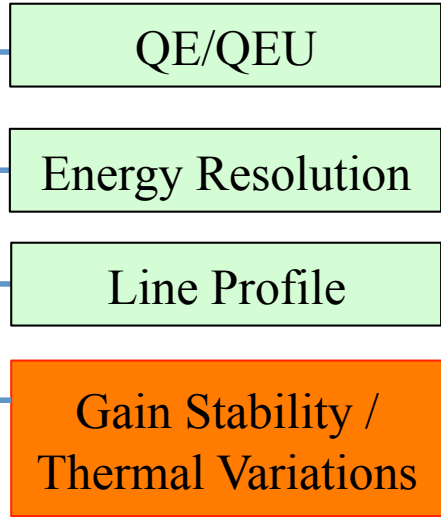 QE/QEU
Energy Resolution
Line Profile
Gain Stability /
Thermal Variations